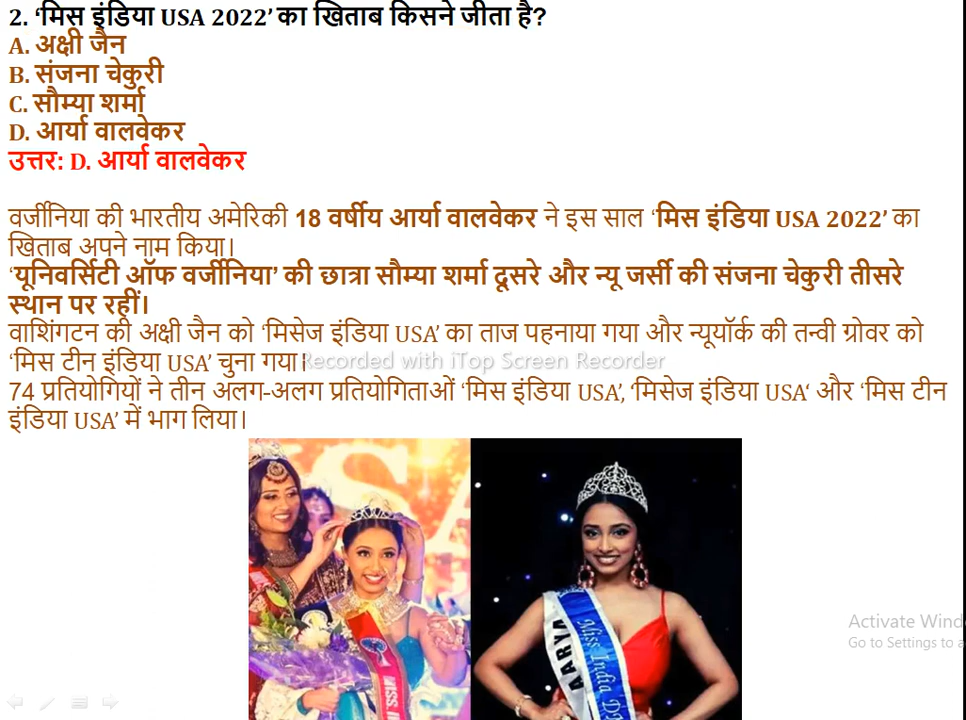 2. ‘मिस इंडिया USA 2022’ का खिताब किसने जीता है?
A. अक्षी जैन
B. संजना चेकुरी
C. सौम्या शर्मा
D. आर्या वालवेकर
उत्तर: D. आर्या वालवेकर
वर्जीनिया की भारतीय अमेरिकी 18 वर्षीय आर्या वालवेकर ने इस साल ‘मिस इंडिया USA 2022’ का
खिताब अपने नाम किया।
‘यूनिवर्सिटी ऑफ वर्जीनिया’ की छात्रा सौम्या शर्मा दूसरे और न्यू जर्सी की संजना चेकुरी तीसरे
स्थान पर रहीं।
वाशिंगटन की अक्षी जैन को ‘मिसेज इंडिया USA’ का ताज पहनाया गया और न्यूयॉर्क की तन्वी ग्रोवर को
‘मिस टीन इंडिया USA’ चुना गया।
Recorded with iTop Screen Recorder
74 प्रतियोगियों ने तीन अलग-अलग प्रतियोगिताओं ‘मिस इंडिया USA’, ‘मिसेज इंडिया USA‘ और ‘मिस टीन
इंडिया USA’ में भाग लिया।
MISS
AARYA
Miss India
Activate Wind
Go to Settings to a